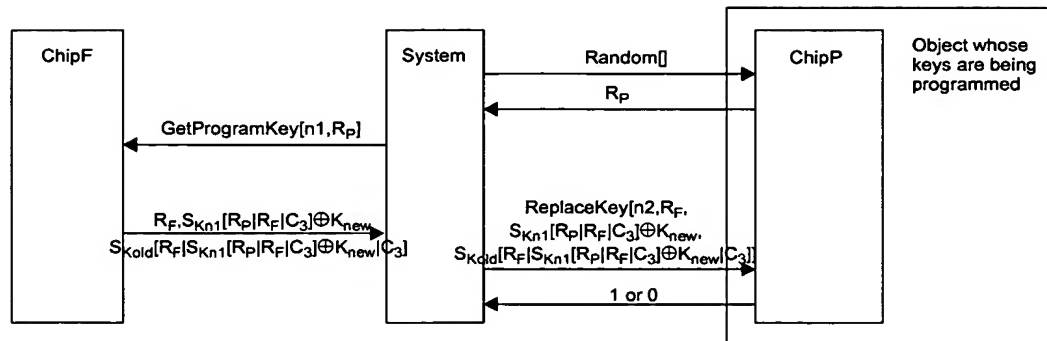 ChipF
System
ChipP
Object whose
keys are being
programmed
Random[]
R_P
GetProgramKey[n1,R_P]
R_F,S_Kn1[R_P|R_F|C_3]⊕K_new,
S_Kold[R_F|S_Kn1[R_P|R_F|C_3]⊕K_new|C_3]
ReplaceKey[n2,R_F,
S_Kn1[R_P|R_F|C_3]⊕K_new,
S_Kold[R_F|S_Kn1[R_P|R_F|C_3]⊕K_new|C_3]]
1 or 0